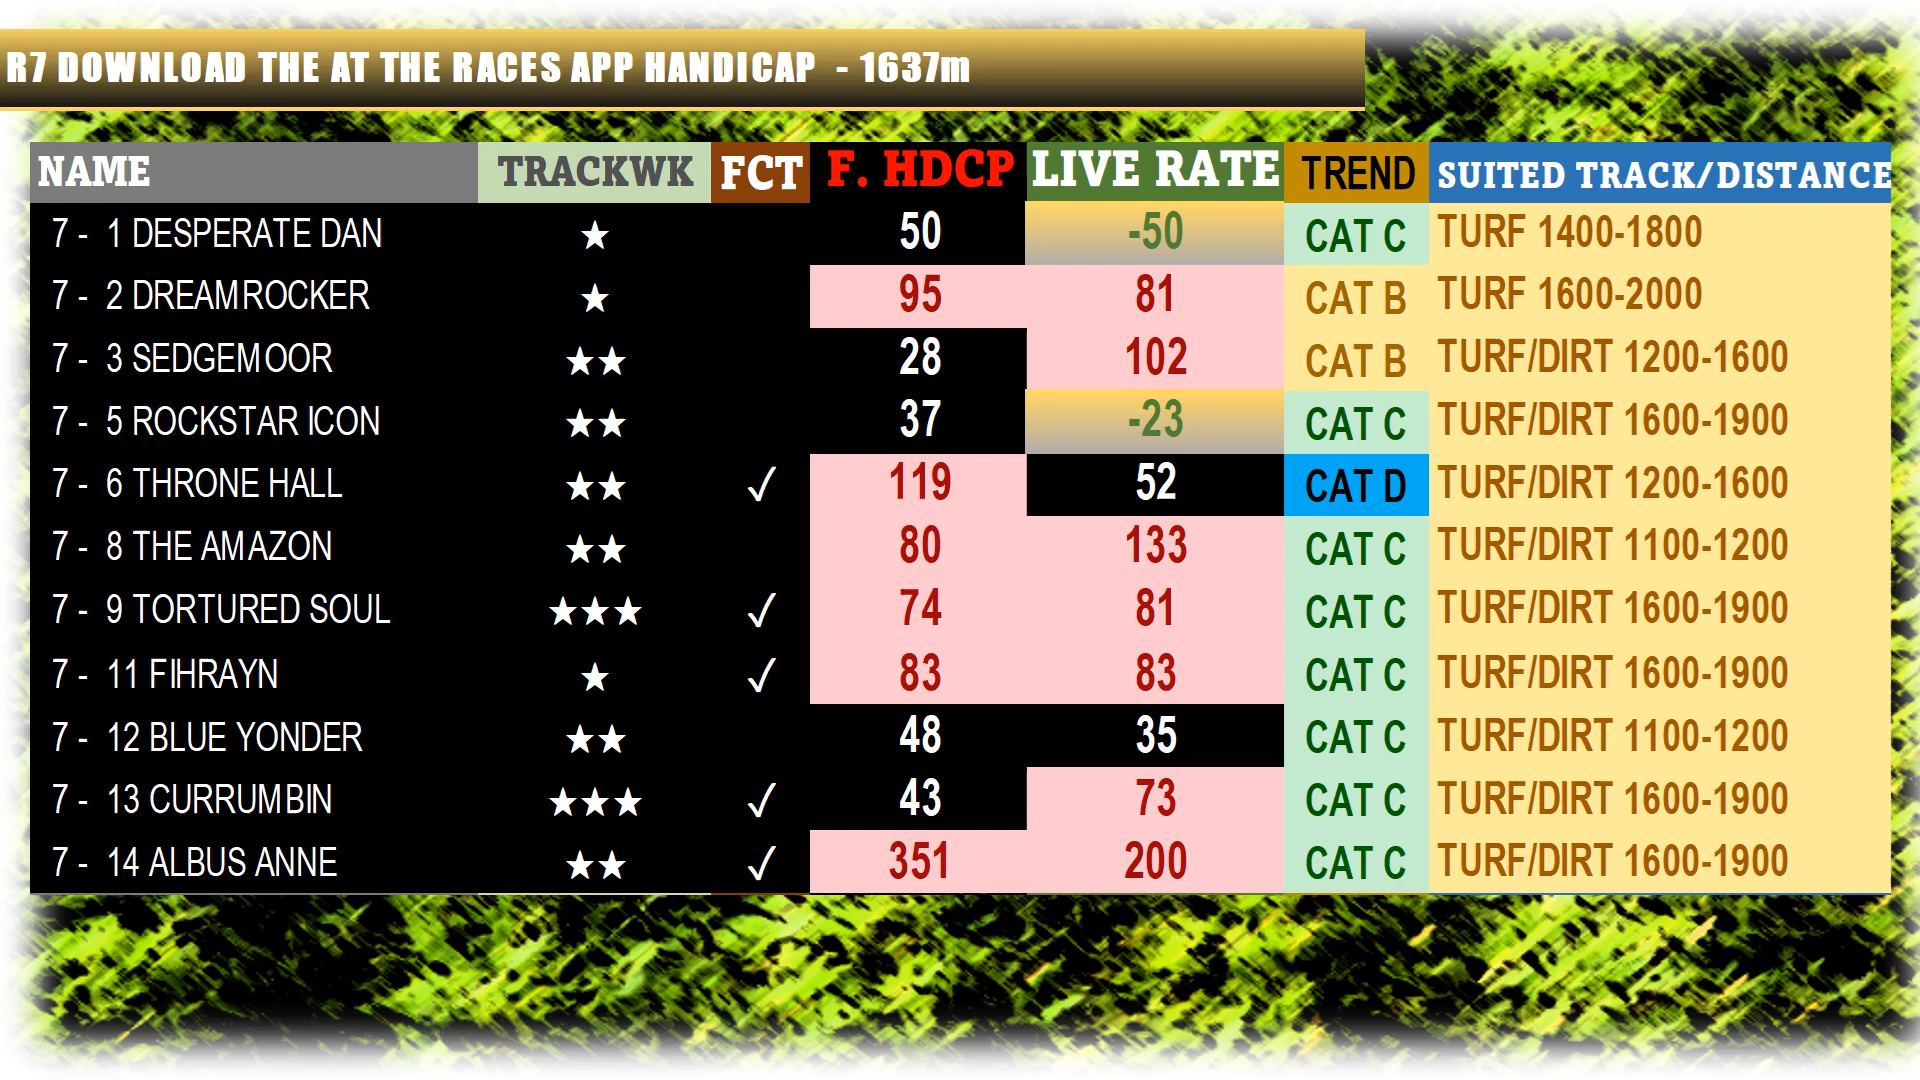 R7 DOWNLOAD THE AT THE RACES APP HANDICAP - 1637m
NAME TRACKWK FCT F. HDCP LIVE RATE TREND SUITED TRACK/DISTANCE
7 - 1 DESPERATE DAN ★ 50 -50 CAT C TURF 1400-1800
7 - 2 DREAMROCKER ★ 95 81 CAT B TURF 1600-2000
7 - 3 SEDGEMOOR ★★ 28 102 CAT B TURF/DIRT 1200-1600
7 - 5 ROCKSTAR ICON ★★ 37 -23 CAT C TURF/DIRT 1600-1900
7 - 6 THRONE HALL ★★ ✓ 119 52 CAT D TURF/DIRT 1200-1600
7 - 8 THE AMAZON ★★ 80 133 CAT C TURF/DIRT 1100-1200
7 - 9 TORTURED SOUL ★★★ ✓ 74 81 CAT C TURF/DIRT 1600-1900
7 - 11 FIHRAYN ★ ✓ 83 83 CAT C TURF/DIRT 1600-1900
7 - 12 BLUE YONDER ★★ 48 35 CAT C TURF/DIRT 1100-1200
7 - 13 CURRUMBIN ★★★ ✓ 43 73 CAT C TURF/DIRT 1600-1900
7 - 14 ALBUS ANNE ★★ ✓ 351 200 CAT C TURF/DIRT 1600-1900